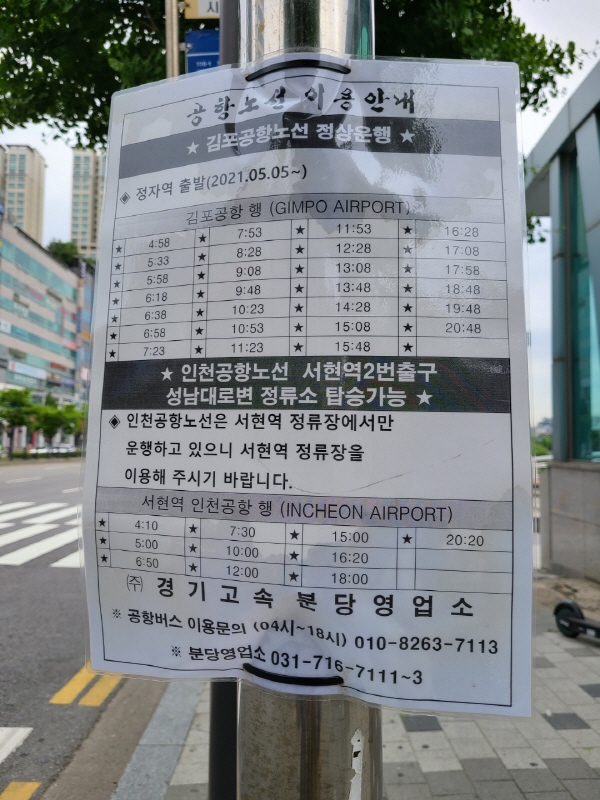 시
공항노선 이용안내
★ 김포공항노선 정상운행 ★
◈ 정자역 출발(2021.05.05~)
김포공항 행 (GIMPO AIRPORT)
★ 4:58 ★ 7:53 ★ 11:53 ★ 16:28
★ 5:33 ★ 8:28 ★ 12:28 ★ 17:08
★ 5:58 ★ 9:08 ★ 13:08 ★ 17:58
★ 6:18 ★ 9:48 ★ 13:48 ★ 18:48
★ 6:38 ★ 10:23 ★ 14:28 ★ 19:48
★ 6:58 ★ 10:53 ★ 15:08 ★ 20:48
★ 7:23 ★ 11:23 ★ 15:48 ★
★ 인천공항노선 서현역2번출구
성남대로변 정류소 탑승가능 ★
◈ 인천공항노선은 서현역 정류장에서만
운행하고 있으니 서현역 정류장을
이용해 주시기 바랍니다.
서현역 인천공항 행 (INCHEON AIRPORT)
★ 4:10 ★ 7:30 ★ 15:00 ★ 20:20
★ 5:00 ★ 10:00 ★ 16:20
★ 6:50 ★ 12:00 ★ 18:00
㈜ 경기고속 분당영업소
※ 공항버스 이용문의 (04시~18시) 010-8263-7113
※ 분당영업소 031-716-7111~3